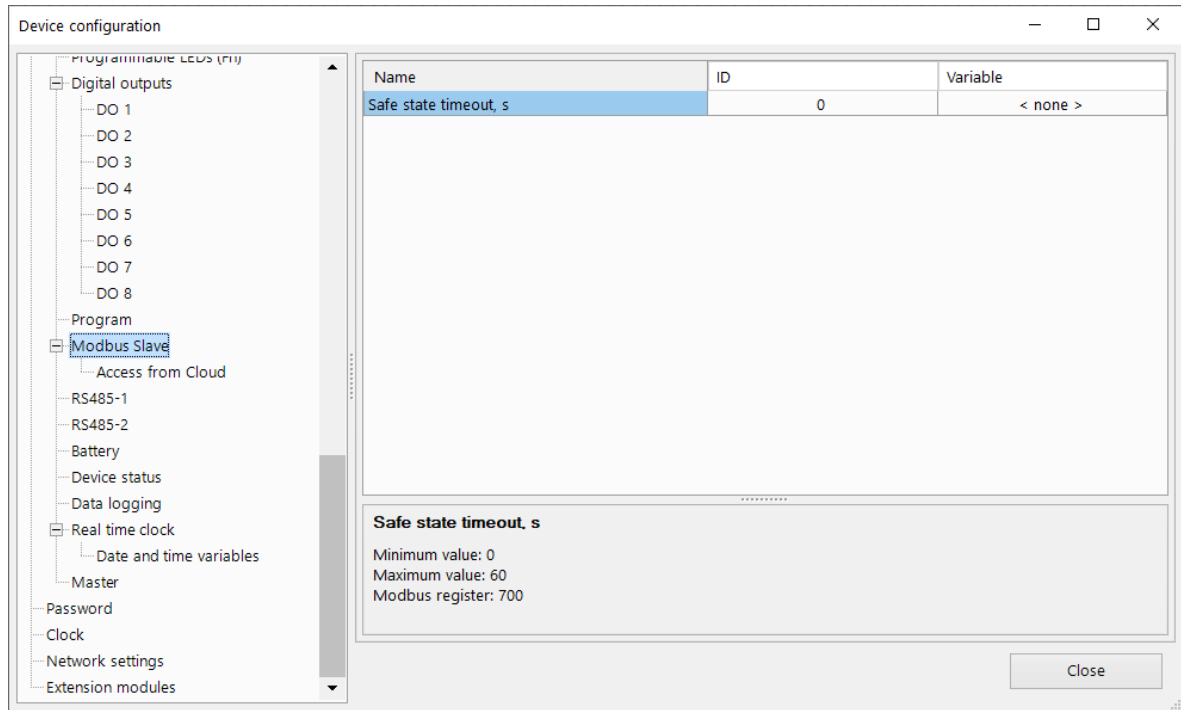 Device configuration
Programmable LEDs (Fn)
Digital outputs
DO 1
DO 2
DO 3
DO 4
DO 5
DO 6
DO 7
DO 8
Program
Modbus Slave
Access from Cloud
RS485-1
RS485-2
Battery
Device status
Data logging
Real time clock
Date and time variables
Master
Password
Clock
Network settings
Extension modules
Name ID Variable
Safe state timeout, s 0 < none >
Safe state timeout, s
Minimum value: 0
Maximum value: 60
Modbus register: 700
Close